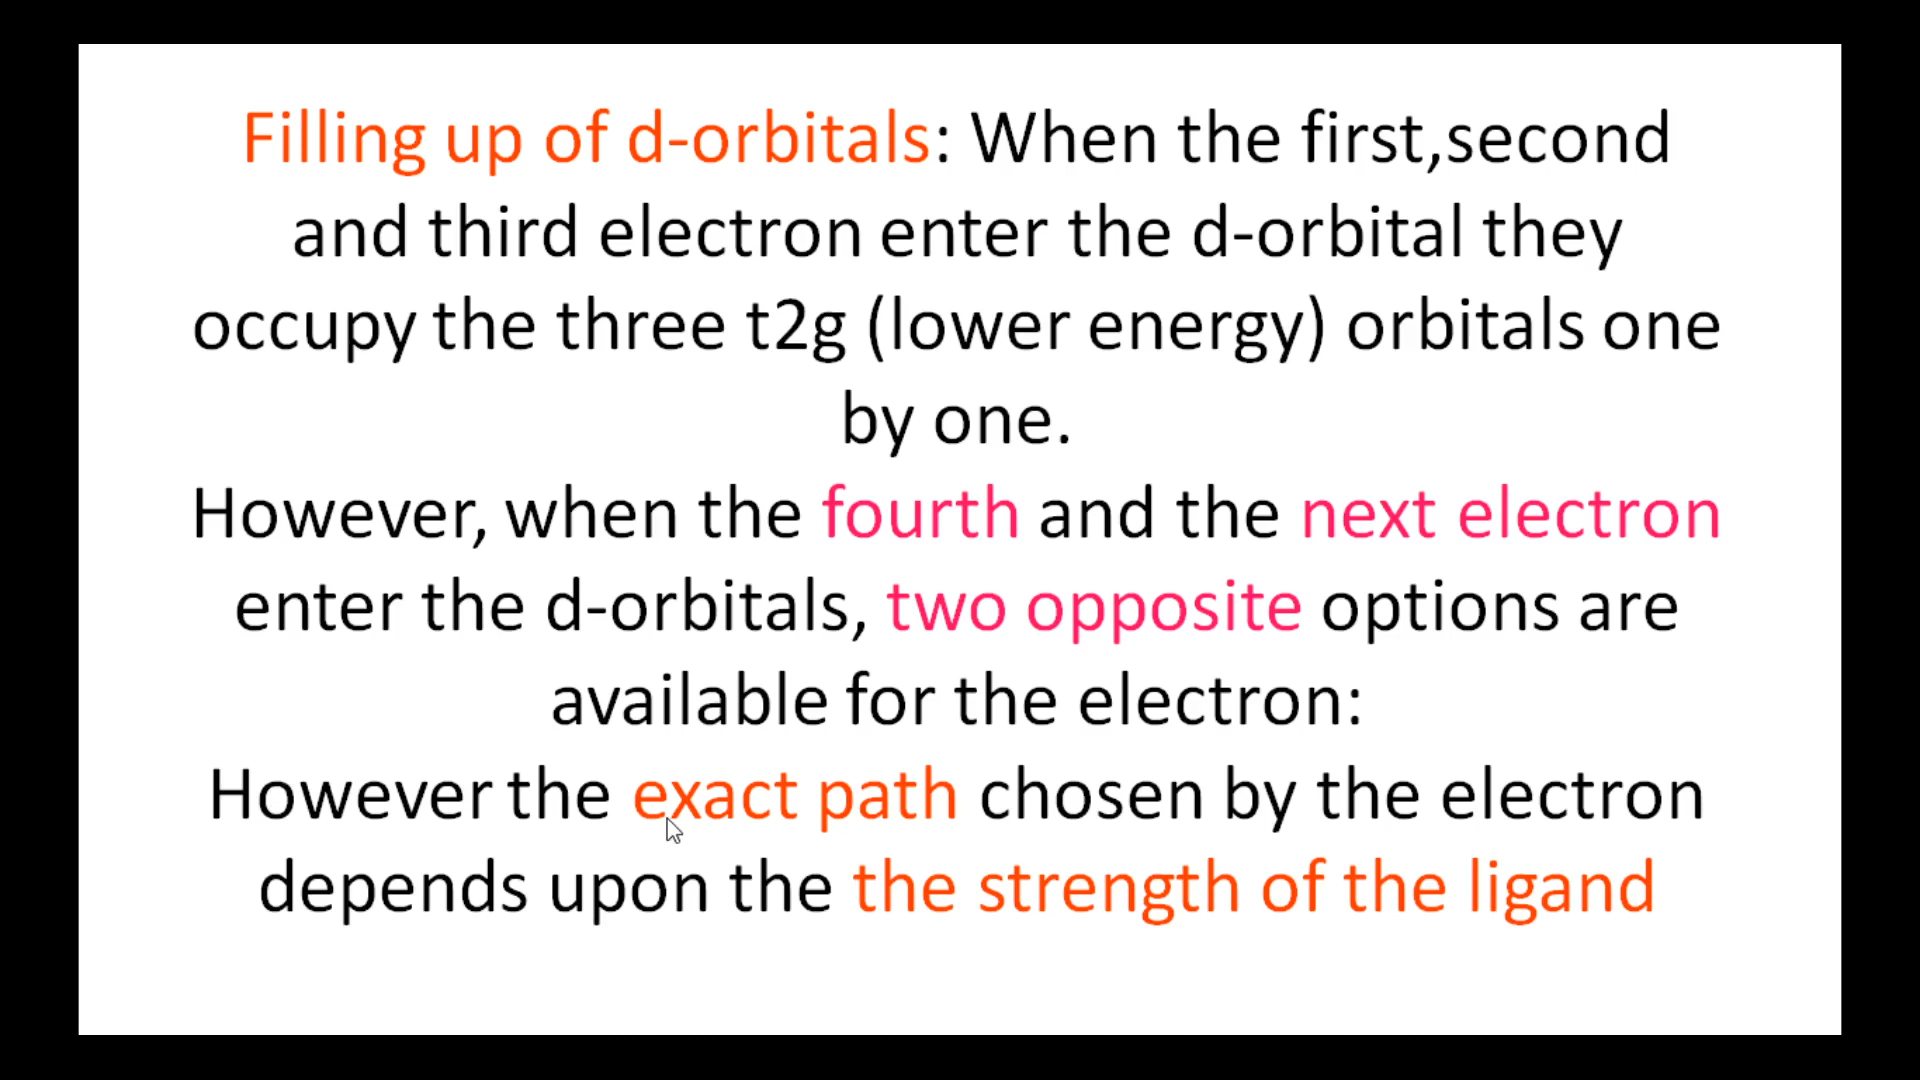 Filling up of d-orbitals: When the first,second
and third electron enter the d-orbital they
occupy the three t2g (lower energy) orbitals one
by one.
However, when the fourth and the next electron
enter the d-orbitals, two opposite options are
available for the electron:
However the exact path chosen by the electron
depends upon the the strength of the ligand